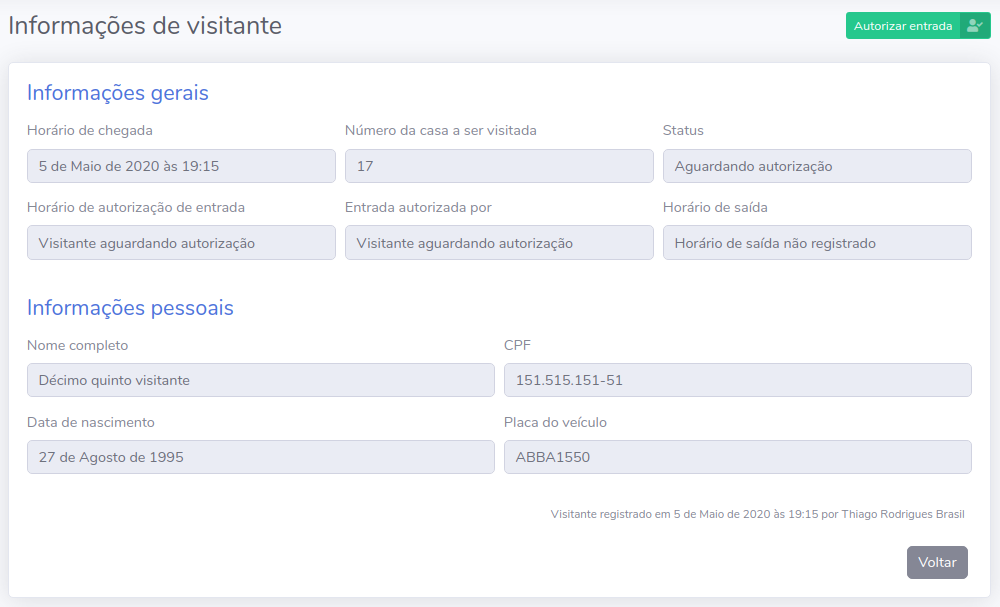 Informações de visitante
Autorizar entrada
Informações gerais
Horário de chegada
Número da casa a ser visitada
Status
5 de Maio de 2020 às 19:15
17
Aguardando autorização
Horário de autorização de entrada
Entrada autorizada por
Horário de saída
Visitante aguardando autorização
Visitante aguardando autorização
Horário de saída não registrado
Informações pessoais
Nome completo
CPF
Décimo quinto visitante
151.515.151-51
Data de nascimento
Placa do veículo
27 de Agosto de 1995
ABBA1550
Visitante registrado em 5 de Maio de 2020 às 19:15 por Thiago Rodrigues Brasil
Voltar